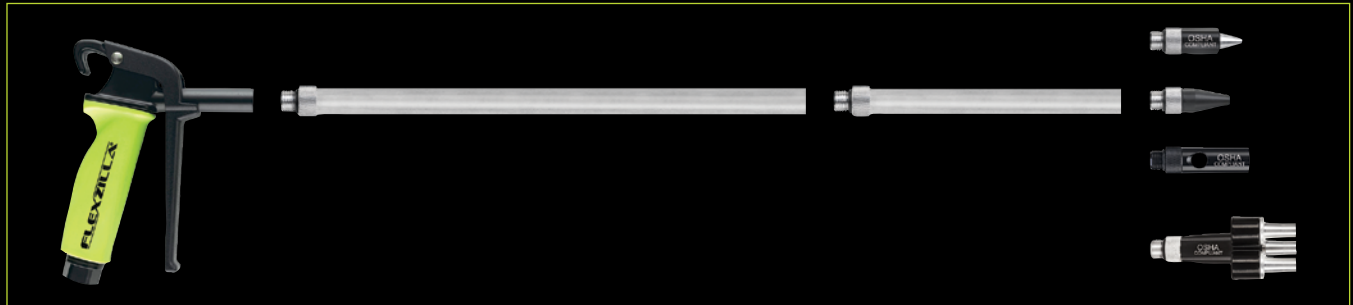 FLEXZILLA
OSHA
COMPLIANT
OSHA
COMPLIANT
OSHA
COMPLIANT